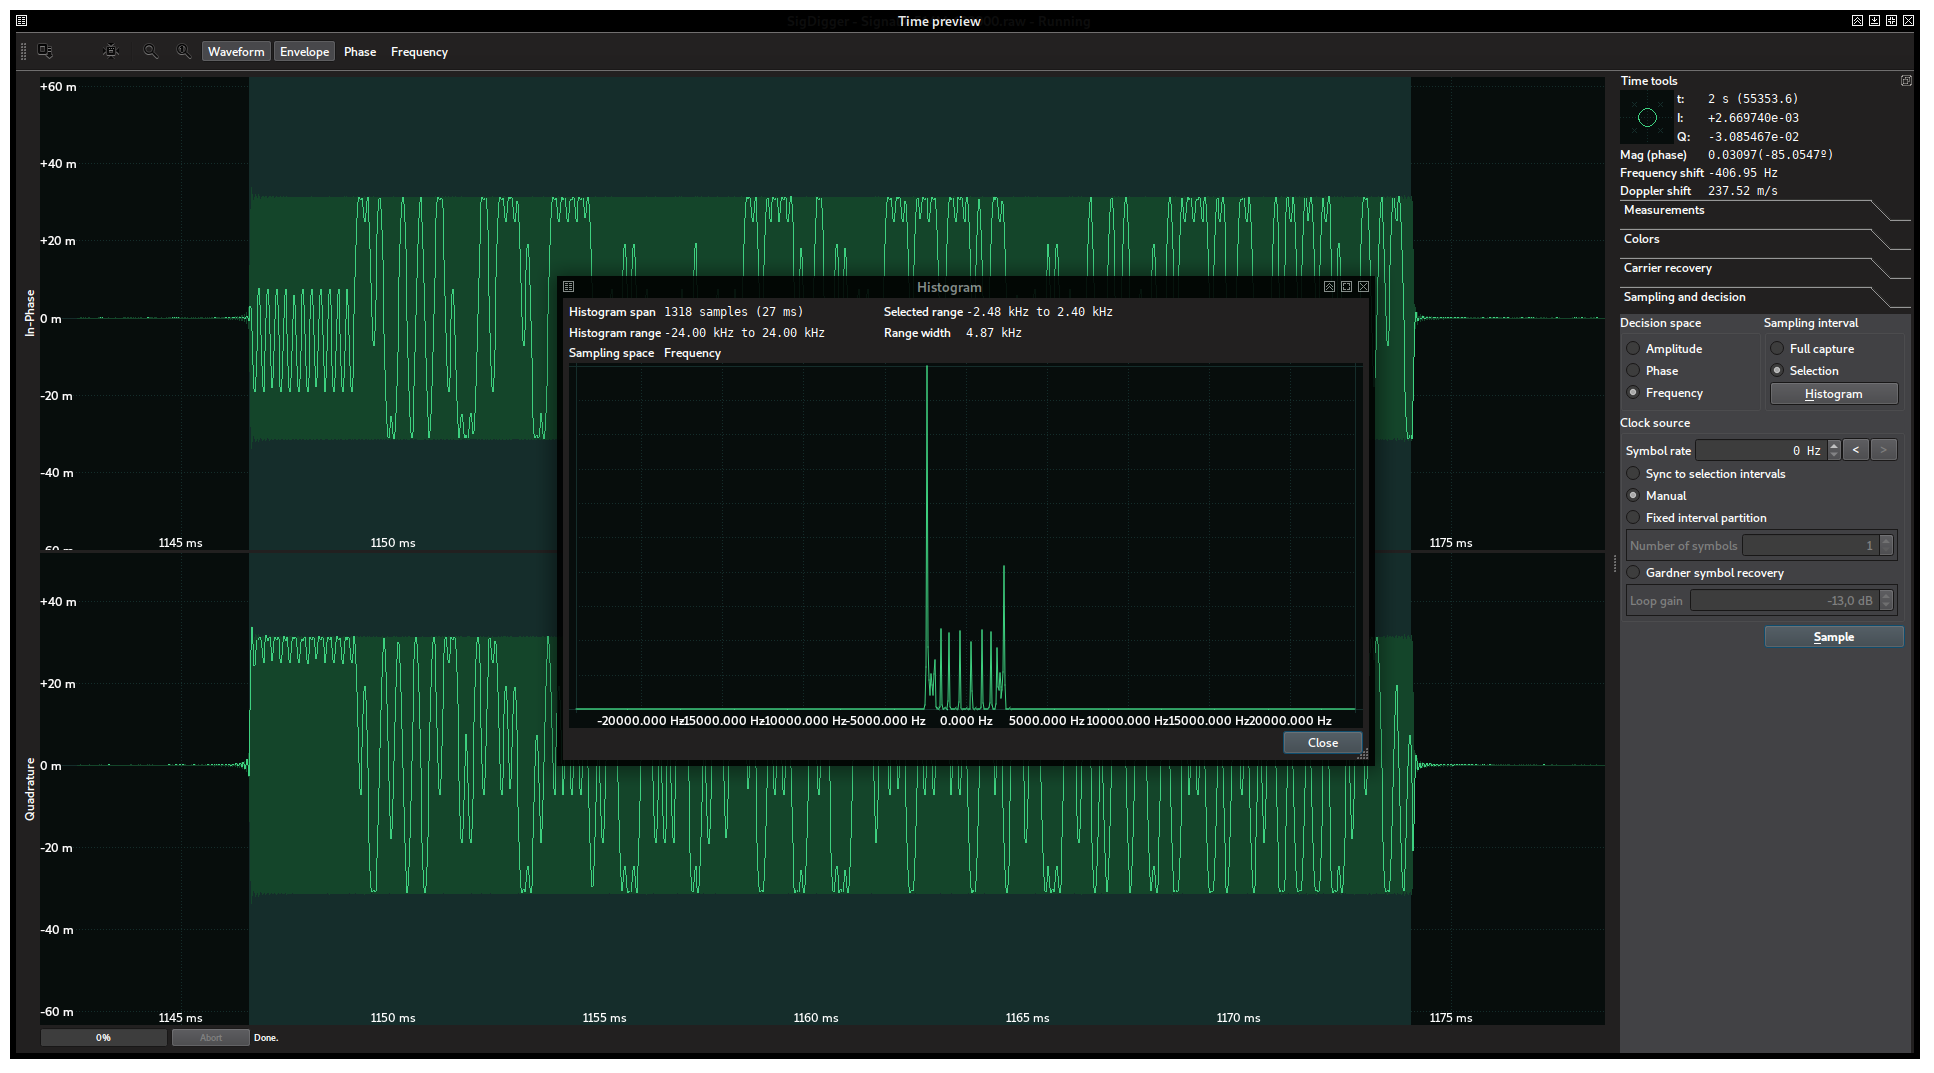 SigDigger - Signa
Time preview
00.raw - Running
Waveform Envelope Phase Frequency
+60 m
+40 m
+20 m
0 m
-20 m
-40 m
In-Phase
1145 ms 1150 ms 1175 ms
+40 m
+20 m
0 m
-20 m
-40 m
-60 m
Quadrature
1145 ms 1150 ms 1155 ms 1160 ms 1165 ms 1170 ms 1175 ms
0% Abort Done.
Histogram
Histogram span 1318 samples (27 ms) Selected range -2.48 kHz to 2.40 kHz
Histogram range -24.00 kHz to 24.00 kHz Range width 4.87 kHz
Sampling space Frequency
-20000.000 Hz -15000.000 Hz -10000.000 Hz -5000.000 Hz 0.000 Hz 5000.000 Hz 10000.000 Hz 15000.000 Hz 20000.000 Hz
Close
Time tools
t: 2 s (55353.6)
I: +2.669740e-03
Q: -3.085467e-02
Mag (phase) 0.03097(-85.0547º)
Frequency shift -406.95 Hz
Doppler shift 237.52 m/s
Measurements
Colors
Carrier recovery
Sampling and decision
Decision space Sampling interval
Amplitude Full capture
Phase Selection
Frequency Histogram
Clock source
Symbol rate 0 Hz < >
Sync to selection intervals
Manual
Fixed interval partition
Number of symbols 1
Gardner symbol recovery
Loop gain -13,0 dB
Sample